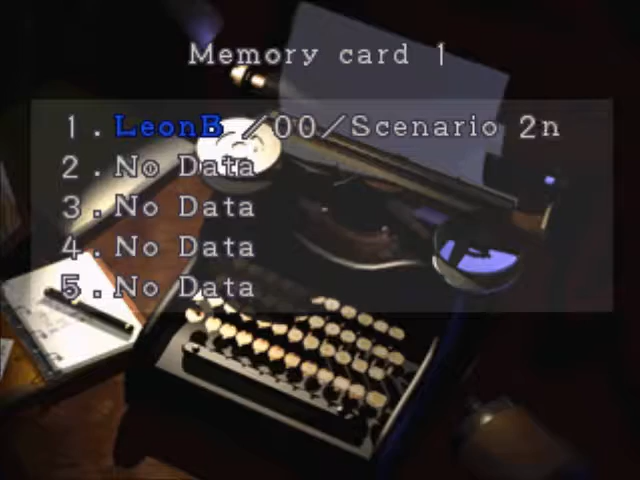 Memory card 1
1. LeonB /00/Scenario 2n
2. No Data
3. No Data
4. No Data
5. No Data